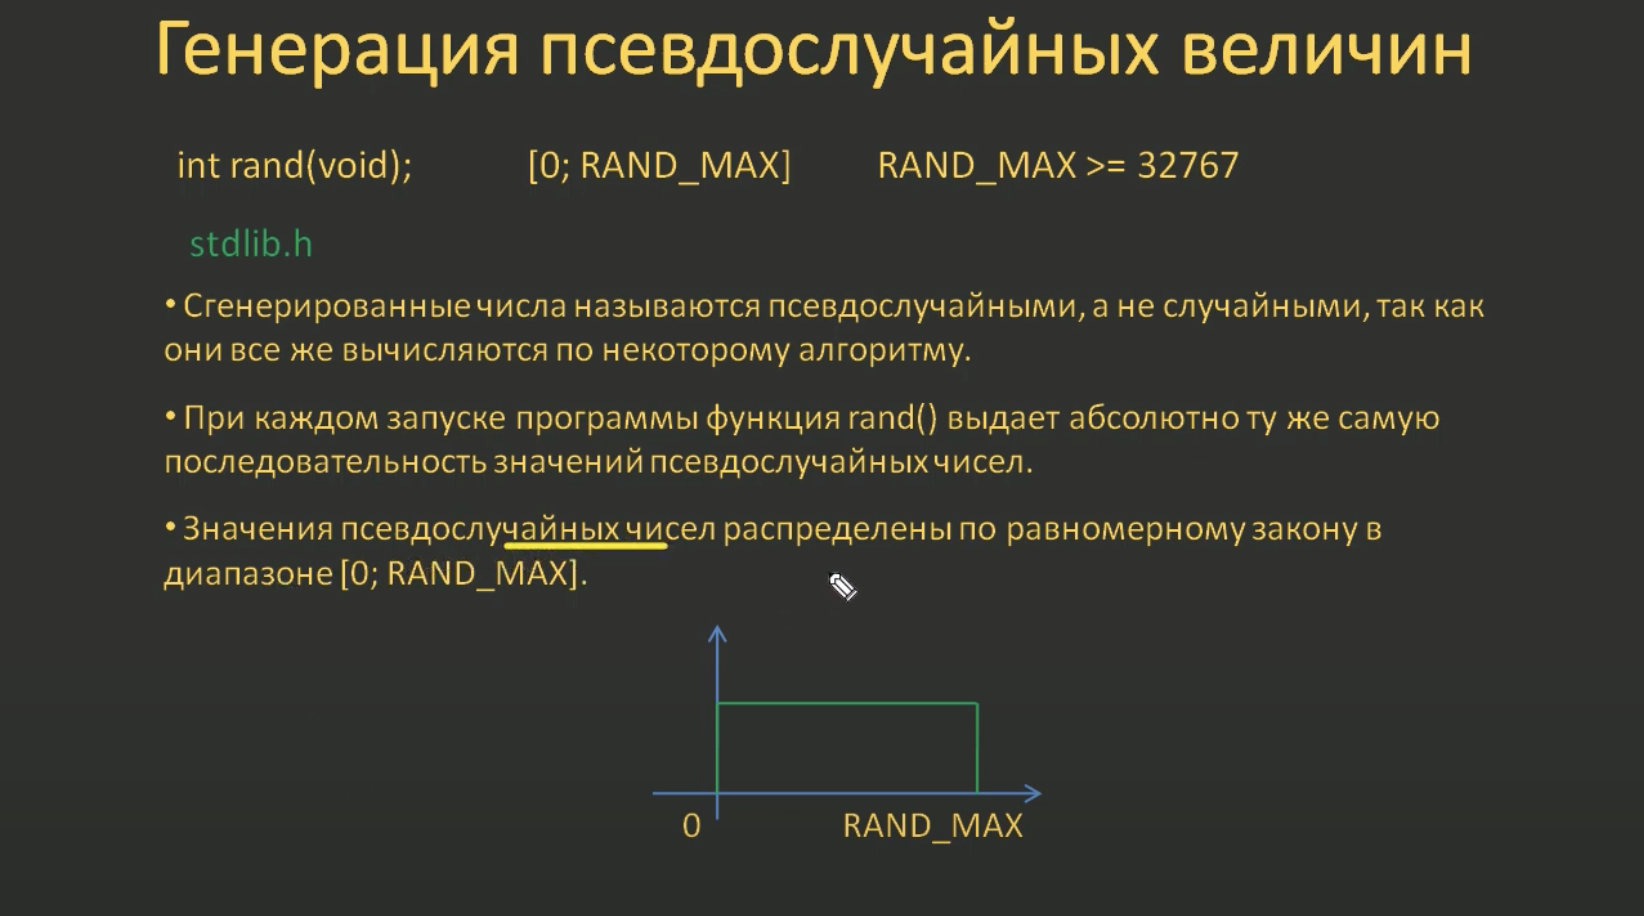 Генерация псевдослучайных величин
int rand(void); [0; RAND_MAX] RAND_MAX >= 32767
stdlib.h
• Сгенерированные числа называются псевдослучайными, а не случайными, так как
они все же вычисляются по некоторому алгоритму.
• При каждом запуске программы функция rand() выдает абсолютно ту же самую
последовательность значений псевдослучайных чисел.
• Значения псевдослучайных чисел распределены по равномерному закону в
диапазоне [0; RAND_MAX].
0 RAND_MAX